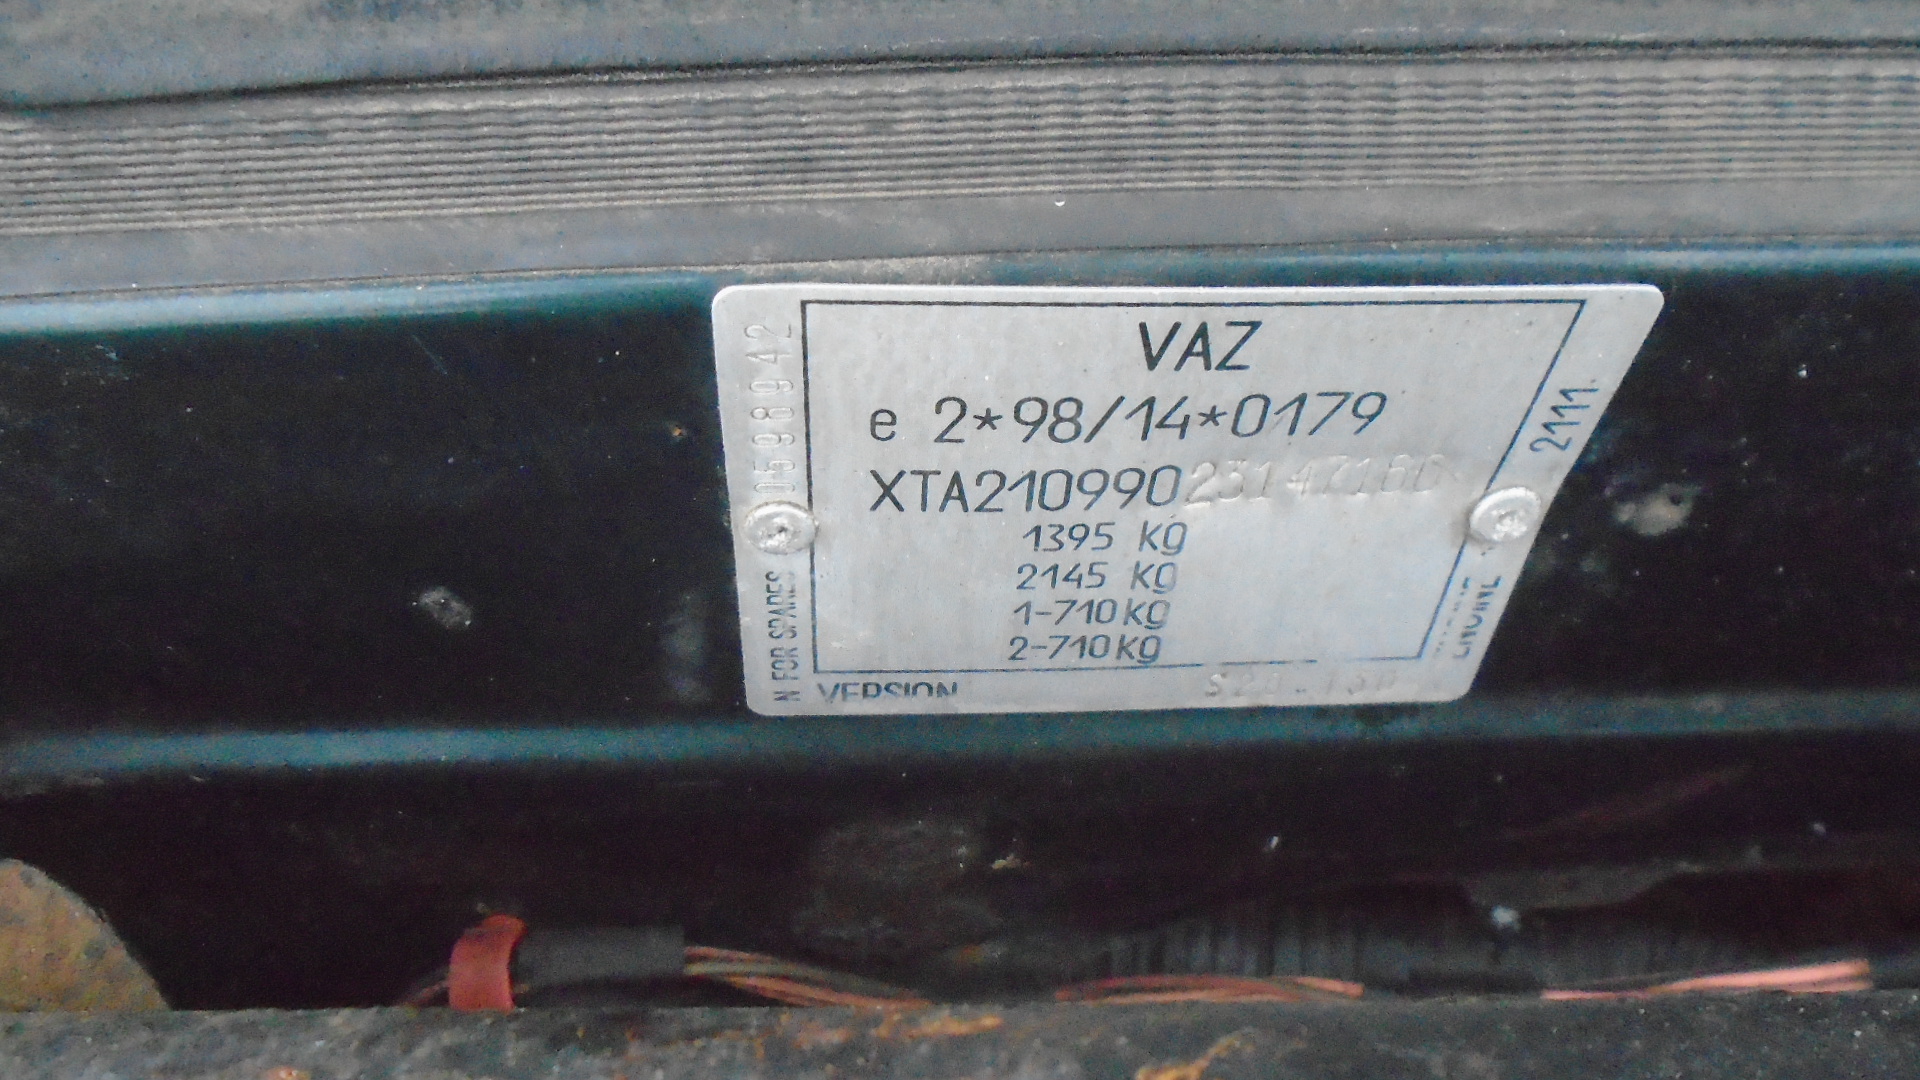 VAZ
e 2*98/14*0179
XTA210990
1395 kg
2145 kg
1-710kg
2-710kg
VERSION
N FOR SPARES 0598942
ENGINE 2111.